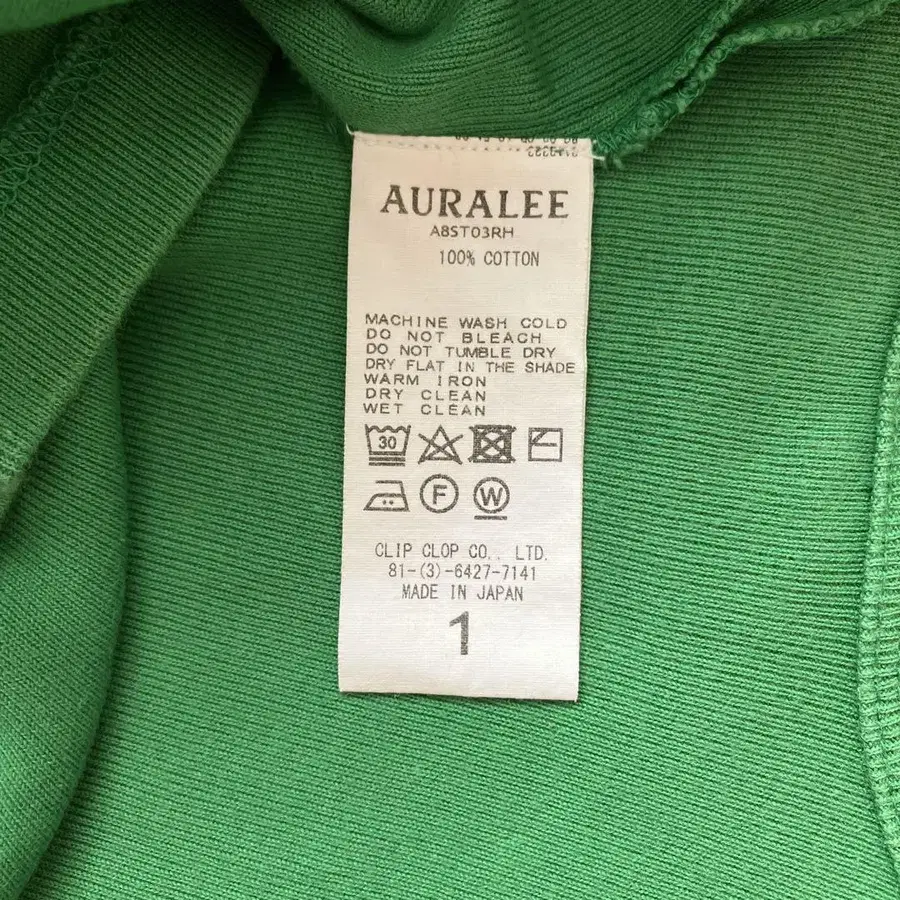 AURALEE
A8ST03RH
100% COTTON
MACHINE WASH COLD
DO NOT BLEACH
DO NOT TUMBLE DRY
DRY FLAT IN THE SHADE
WARM IRON
DRY CLEAN
WET CLEAN
30
F W
CLIP CLOP CO., LTD.
81-(3)-6427-7141
MADE IN JAPAN
1